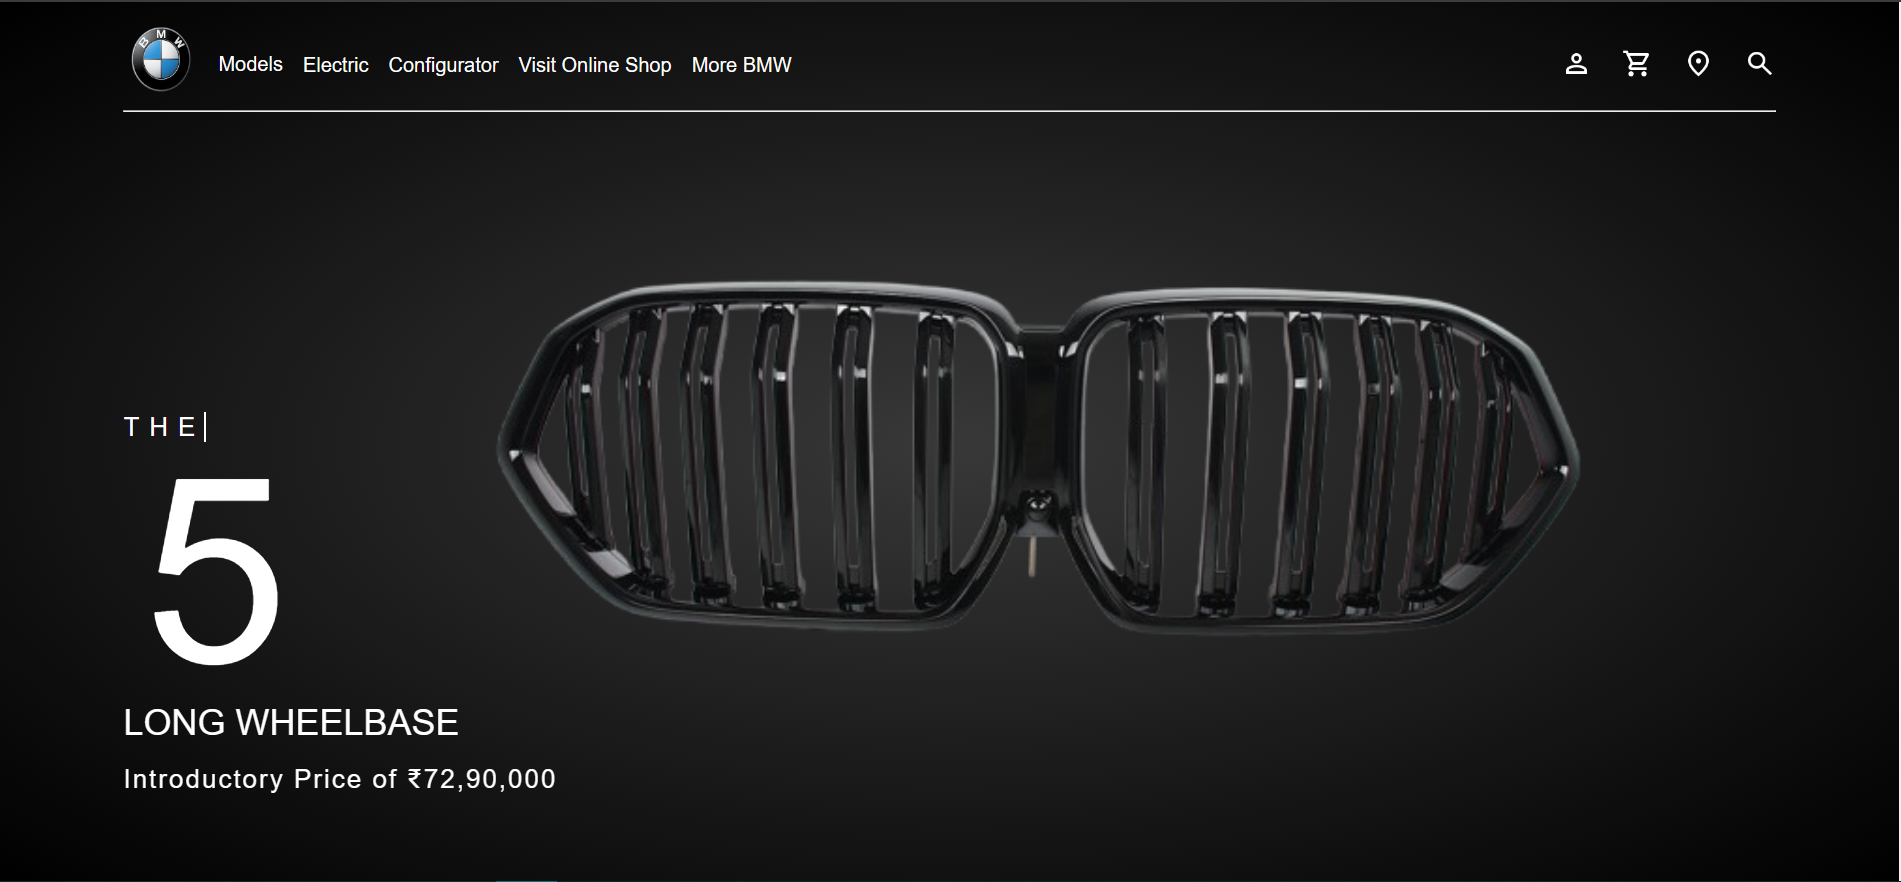 BMW
Models Electric Configurator Visit Online Shop More BMW
THE
5
LONG WHEELBASE
Introductory Price of ₹72,90,000